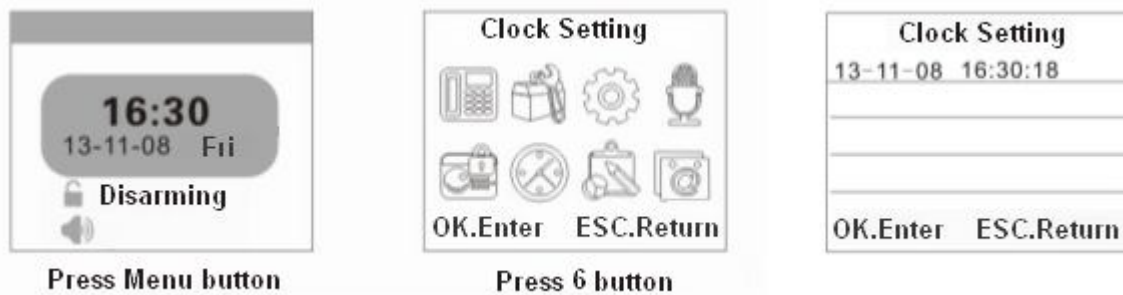 16:30
13-11-08 Fri
Disarming
Press Menu button
Clock Setting
OK.Enter ESC.Return
Press 6 button
Clock Setting
13-11-08 16:30:18
OK.Enter ESC.Return